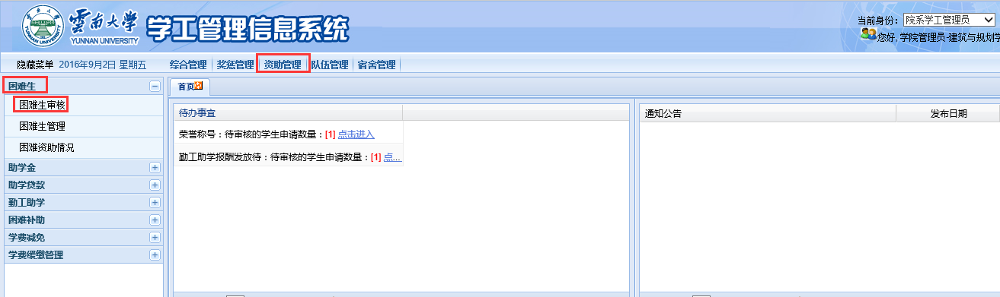 雲南大学
YUNNAN UNIVERSITY
学工管理信息系统
当前身份： 院系学工管理员
您好, 学院管理员-建筑与规划学
隐藏菜单 2016年9月2日 星期五 综合管理 奖惩管理 资助管理 队伍管理 宿舍管理
困难生
困难生审核
困难生管理
困难资助情况
助学金
助学贷款
勤工助学
困难补助
学费减免
学费缓缴管理
首页
待办事宜
荣誉称号：待审核的学生申请数量：[1] 点击进入
勤工助学报酬发放待：待审核的学生申请数量：[1] 点...
通知公告 发布日期